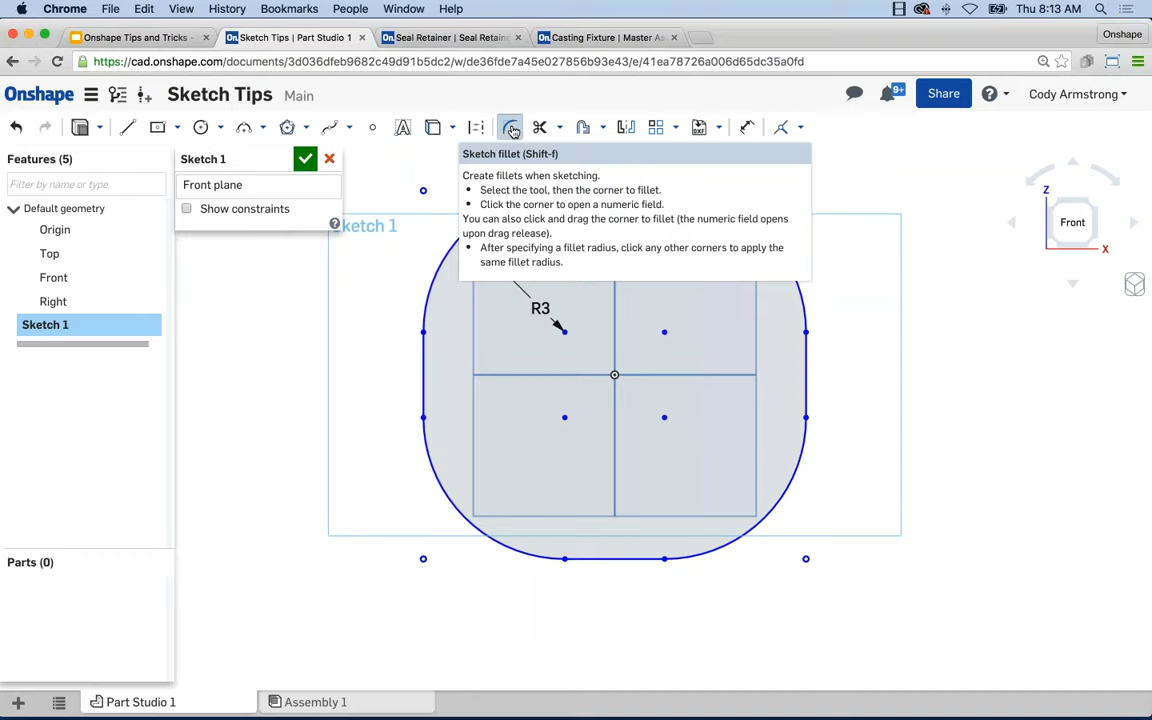 Chrome File Edit View History Bookmarks People Window Help Thu 8:13 AM
Onshape Tips and Tricks - × Sketch Tips | Part Studio 1 × Seal Retainer | Seal Retaine × Casting Fixture | Master As × Onshape
https://cad.onshape.com/documents/3d036dfeb9682c49d91b5dc2/w/de36fde7a45e027856b93e43/e/41ea78726a006d65dc35a0fd
Onshape Sketch Tips Main 9+ Share Cody Armstrong
Features (5)
Filter by name or type
Default geometry
Origin
Top
Front
Right
Sketch 1
Parts (0)
Sketch 1
Front plane
Show constraints
Sketch fillet (Shift-f)
Create fillets when sketching.
• Select the tool, then the corner to fillet.
• Click the corner to open a numeric field.
You can also click and drag the corner to fillet (the numeric field opens
upon drag release).
• After specifying a fillet radius, click any other corners to apply the
same fillet radius.
ketch 1
R3
Z
Front
X
Part Studio 1 Assembly 1